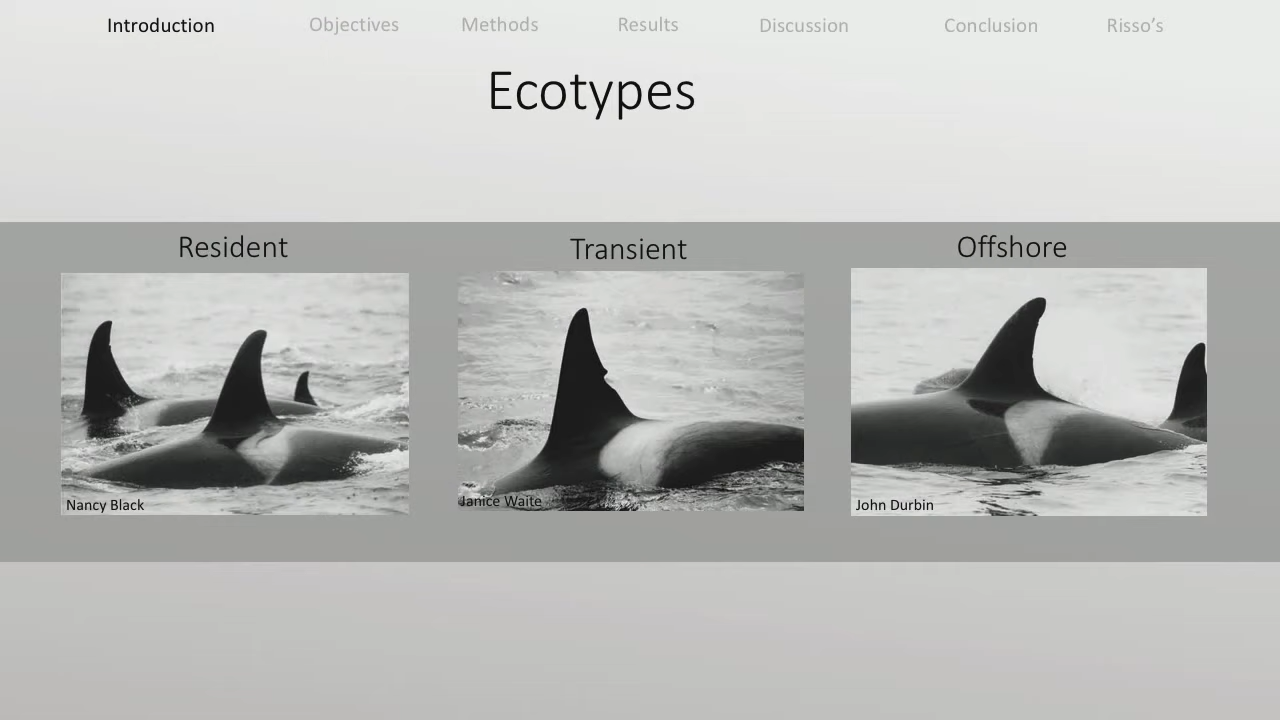 Introduction Objectives Methods Results Discussion Conclusion Risso’s
Ecotypes
Resident Transient Offshore
Nancy Black Janice Waite John Durbin